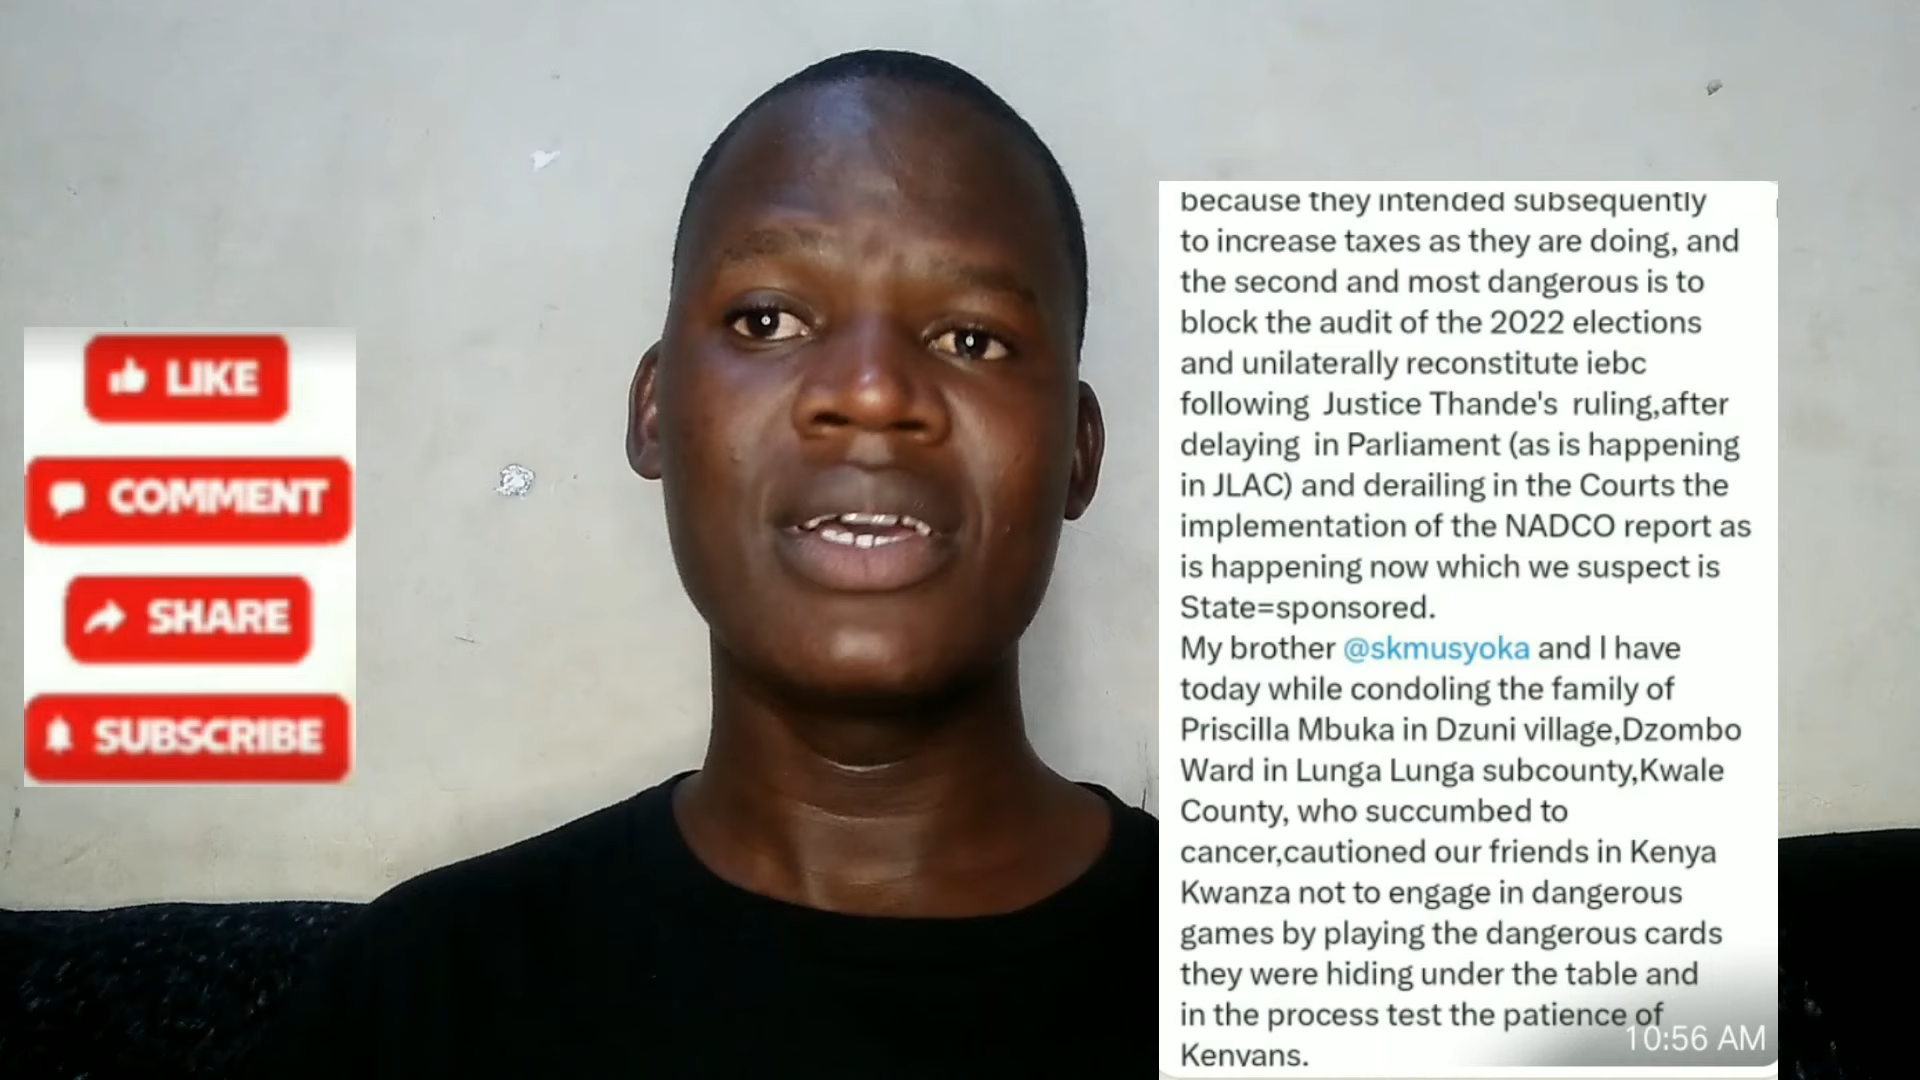 LIKE
COMMENT
SHARE
SUBSCRIBE
because they intended subsequently
to increase taxes as they are doing, and
the second and most dangerous is to
block the audit of the 2022 elections
and unilaterally reconstitute iebc
following Justice Thande's ruling,after
delaying in Parliament (as is happening
in JLAC) and derailing in the Courts the
implementation of the NADCO report as
is happening now which we suspect is
State=sponsored.
My brother @skmusyoka and I have
today while condoling the family of
Priscilla Mbuka in Dzuni village,Dzombo
Ward in Lunga Lunga subcounty,Kwale
County, who succumbed to
cancer,cautioned our friends in Kenya
Kwanza not to engage in dangerous
games by playing the dangerous cards
they were hiding under the table and
in the process test the patience of
Kenyans.
10:56 AM